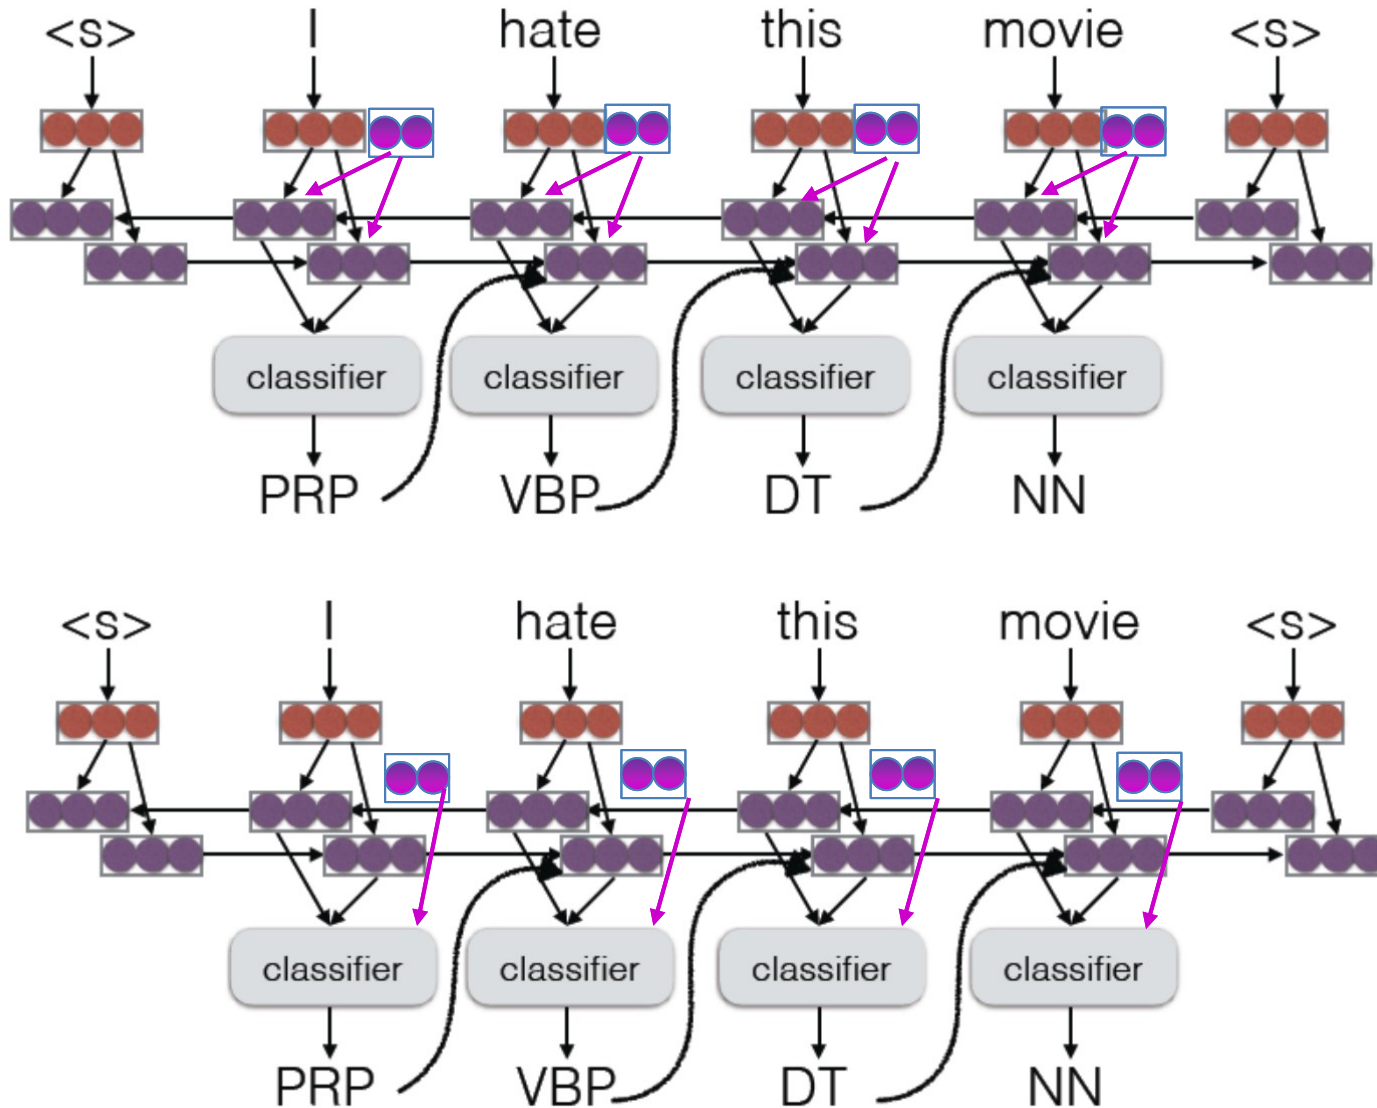 <s> I hate this movie <s>
classifier classifier classifier classifier
PRP VBP DT NN
<s> I hate this movie <s>
classifier classifier classifier classifier
PRP VBP DT NN